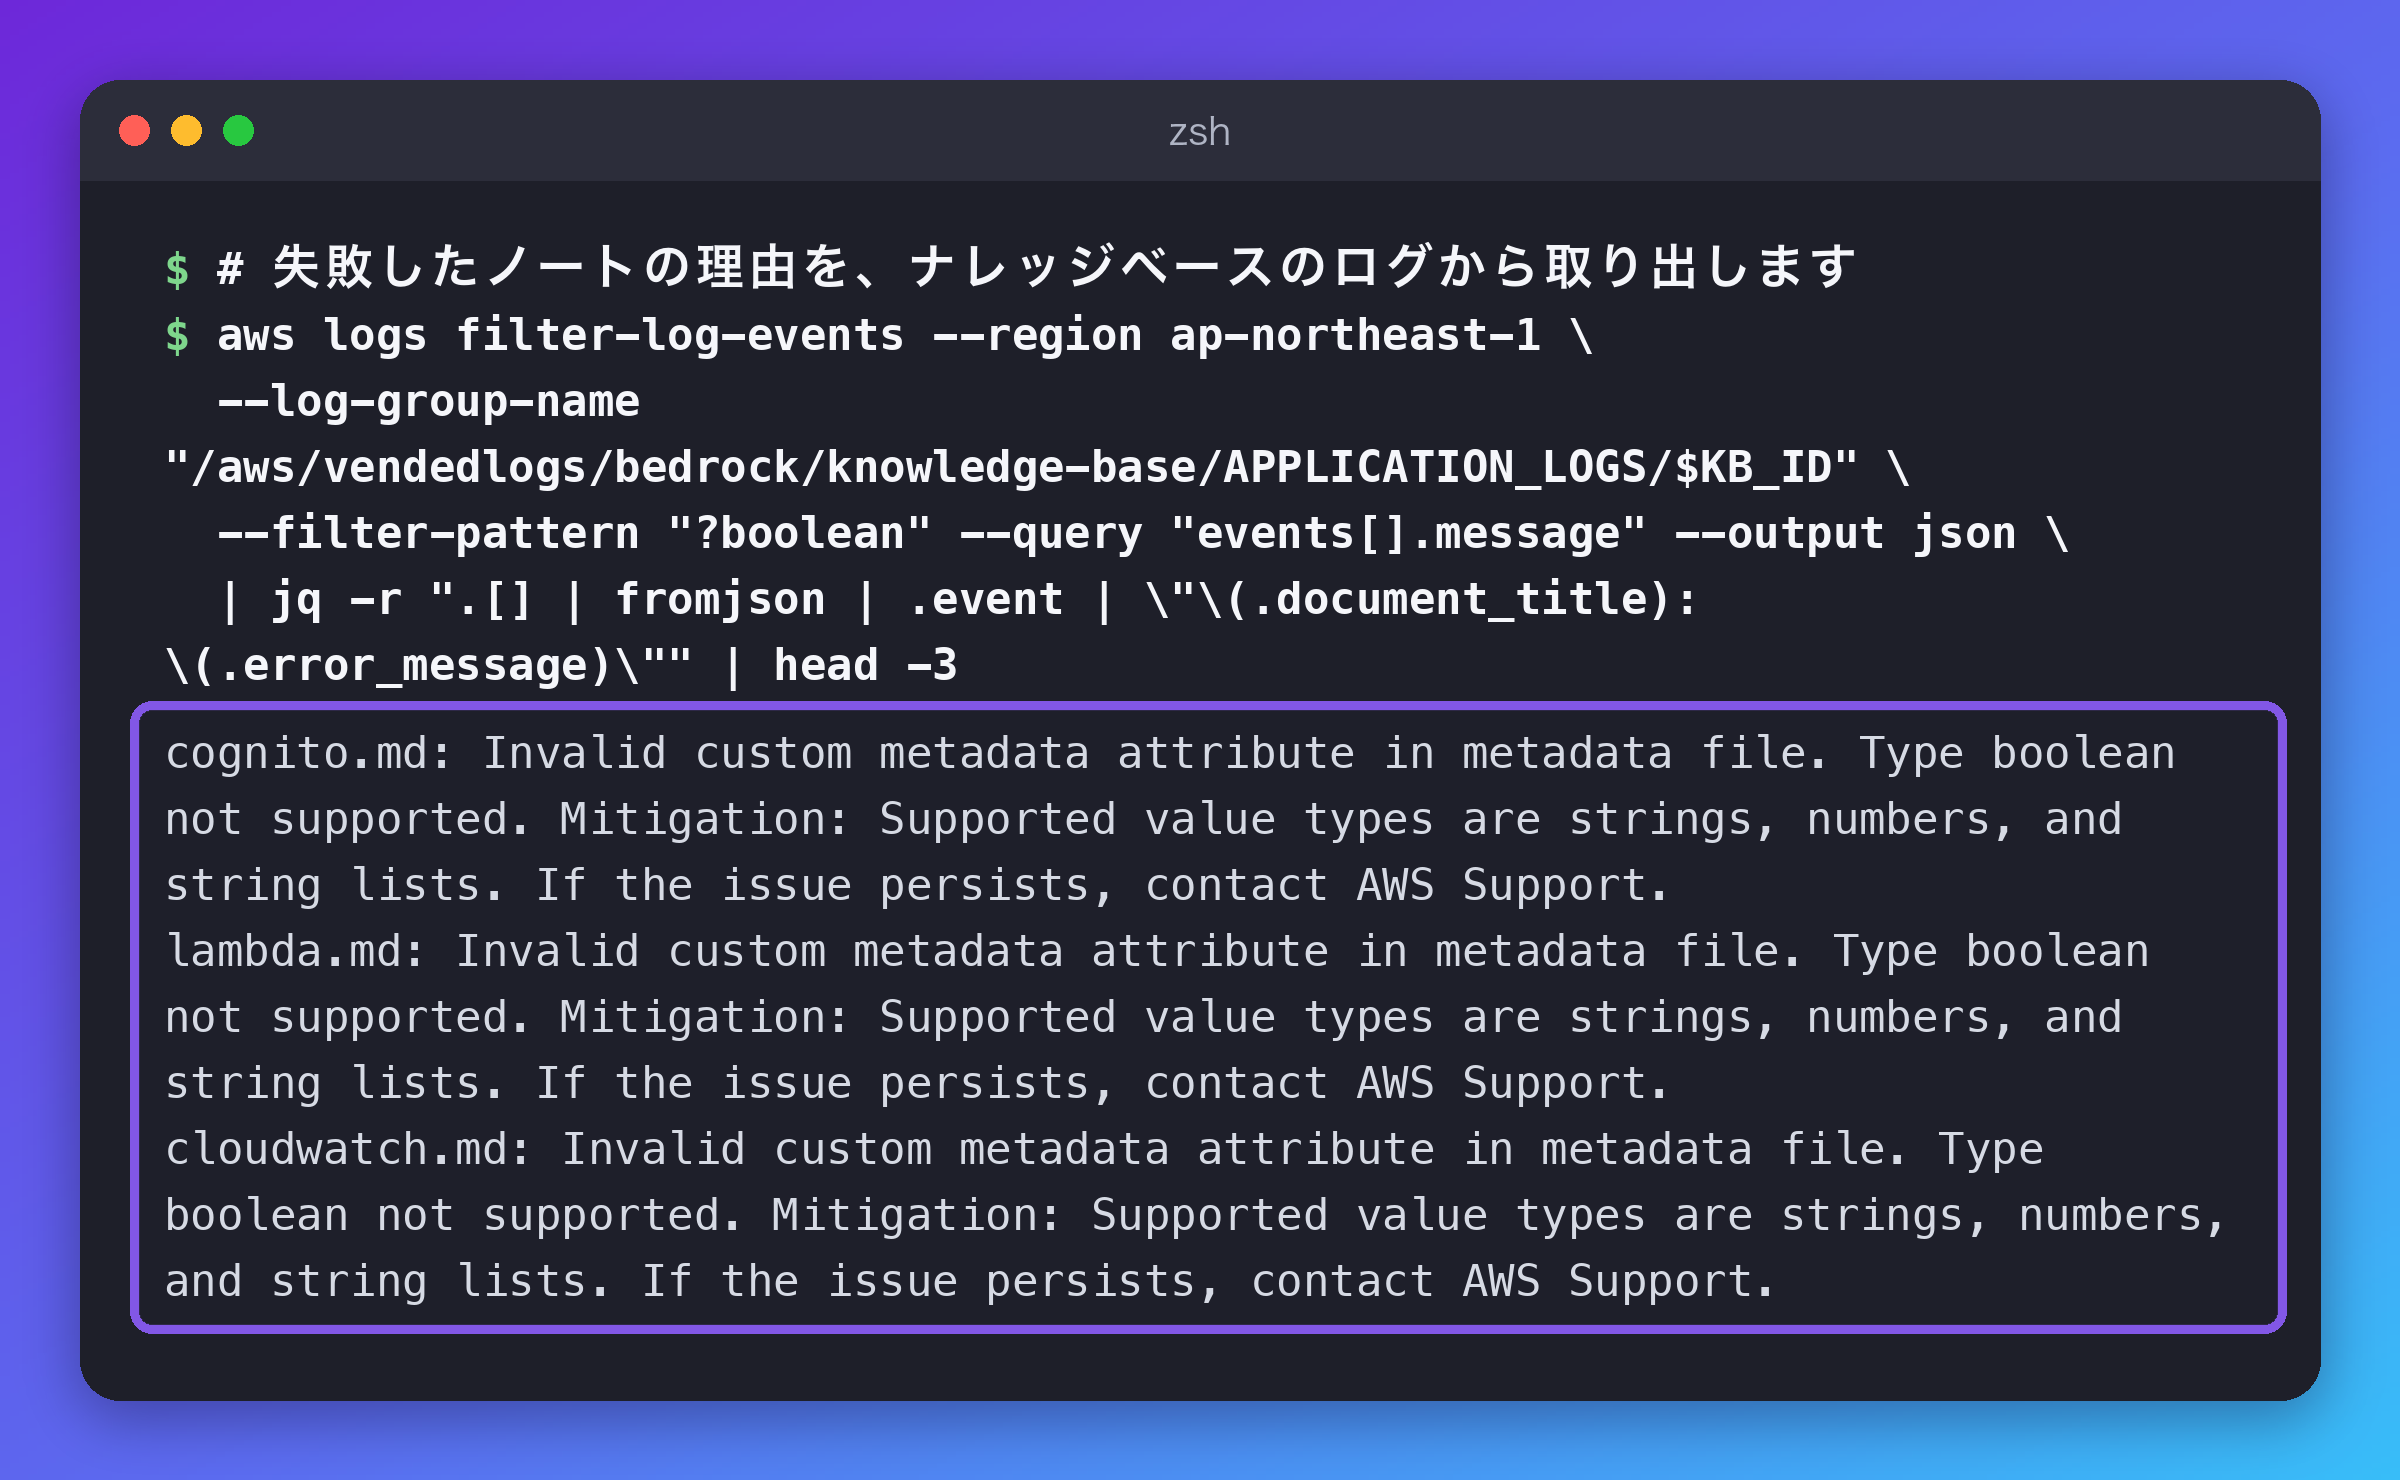 zsh
$ # 失敗したノートの理由を、ナレッジベースのログから取り出します
$ aws logs filter-log-events --region ap-northeast-1 \
--log-group-name
"/aws/vendedlogs/bedrock/knowledge-base/APPLICATION_LOGS/$KB_ID" \
--filter-pattern "?boolean" --query "events[].message" --output json \
| jq -r ".[] | fromjson | .event | \"\(.document_title):
\(.error_message)\"" | head -3
cognito.md: Invalid custom metadata attribute in metadata file. Type boolean
not supported. Mitigation: Supported value types are strings, numbers, and
string lists. If the issue persists, contact AWS Support.
lambda.md: Invalid custom metadata attribute in metadata file. Type boolean
not supported. Mitigation: Supported value types are strings, numbers, and
string lists. If the issue persists, contact AWS Support.
cloudwatch.md: Invalid custom metadata attribute in metadata file. Type
boolean not supported. Mitigation: Supported value types are strings, numbers,
and string lists. If the issue persists, contact AWS Support.